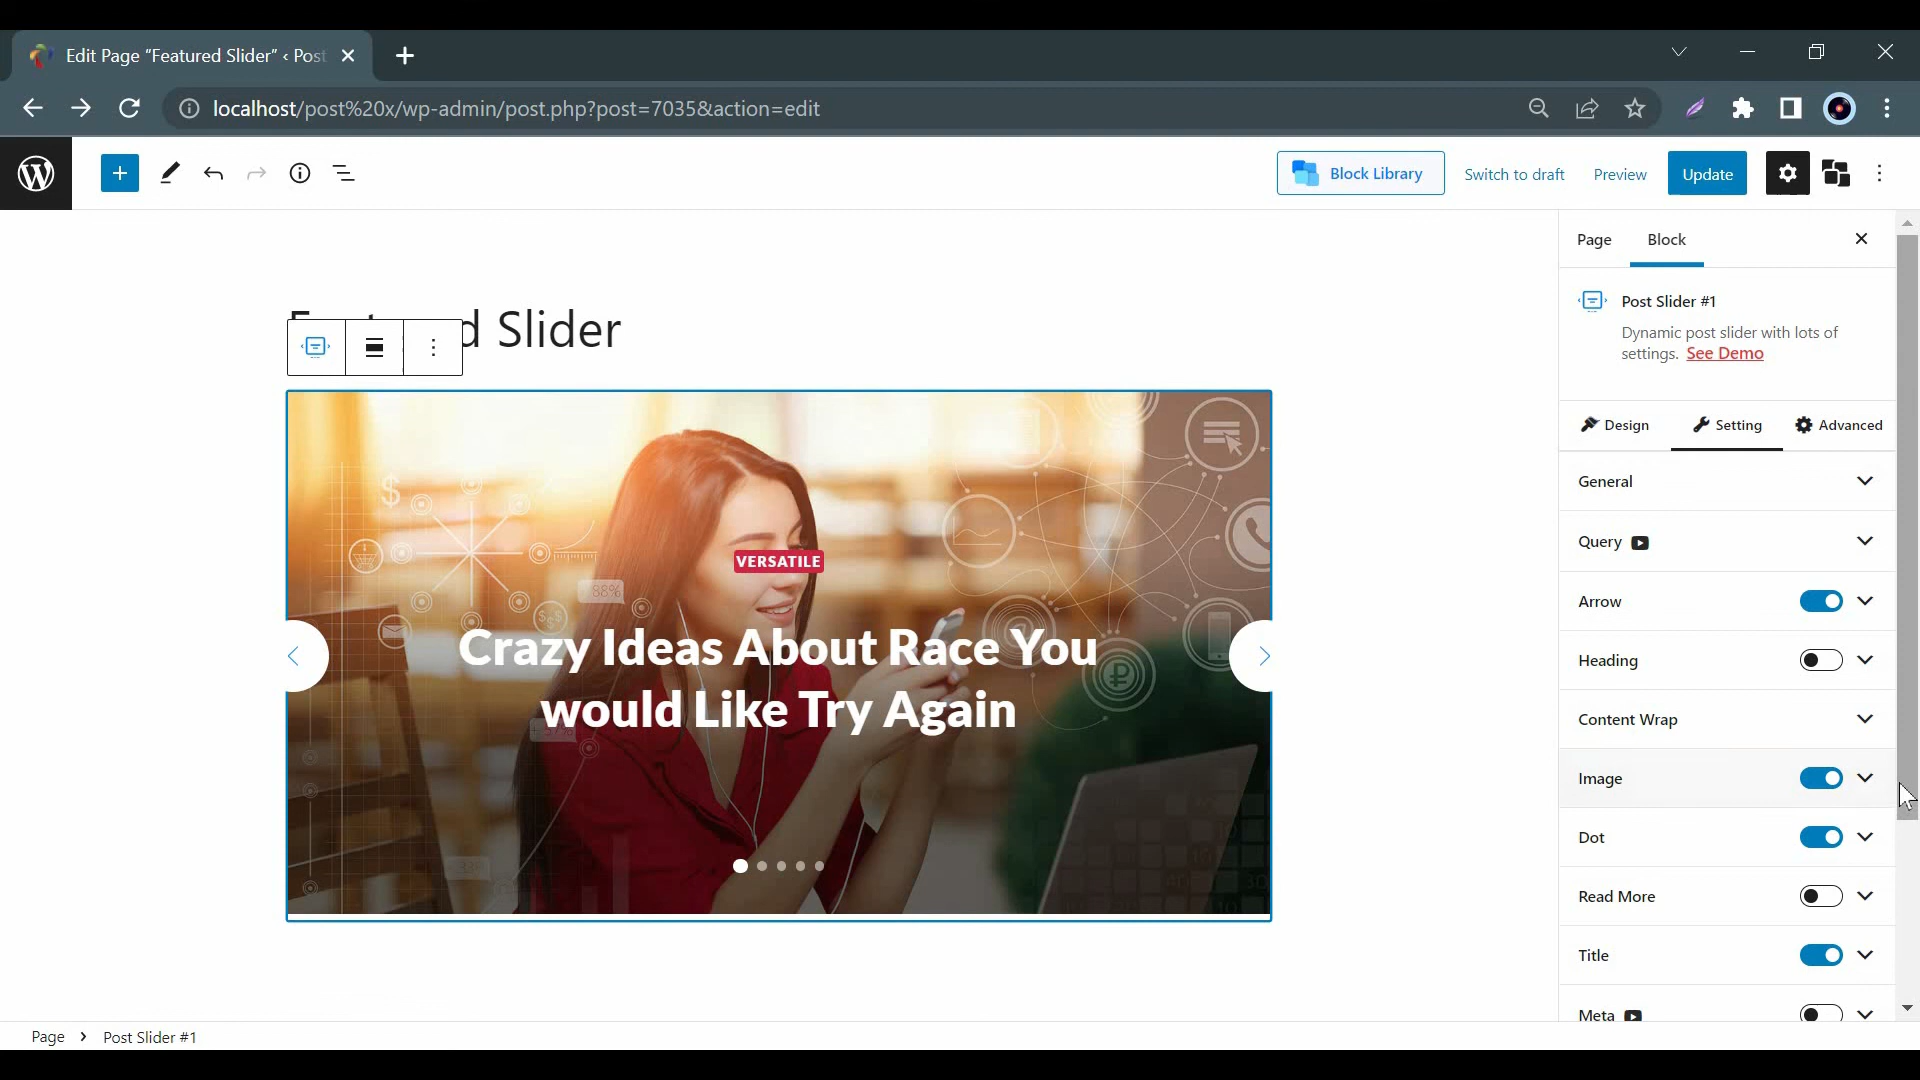 Edit Page "Featured Slider" ‹ Post
localhost/post%20x/wp-admin/post.php?post=7035&action=edit
Block Library
Switch to draft
Preview
Update
Page
Block
Post Slider #1
Dynamic post slider with lots of
settings. See Demo
Design
Setting
Advanced
Slider
General
Query
Arrow
Heading
Content Wrap
Image
Dot
Read More
Title
Meta
VERSATILE
Crazy Ideas About Race You
would Like Try Again
Page › Post Slider #1